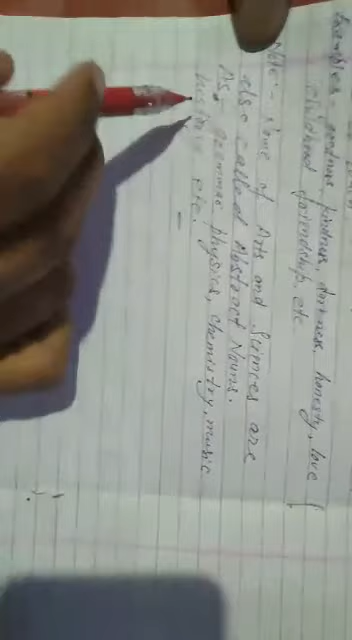 Examples - goodness, kindness, darkness, honesty, love
childhood friendship, etc
Note:- Name of Arts and Sciences are
also called Abstract Nouns.
As, grammar physics, chemistry, music
etc.